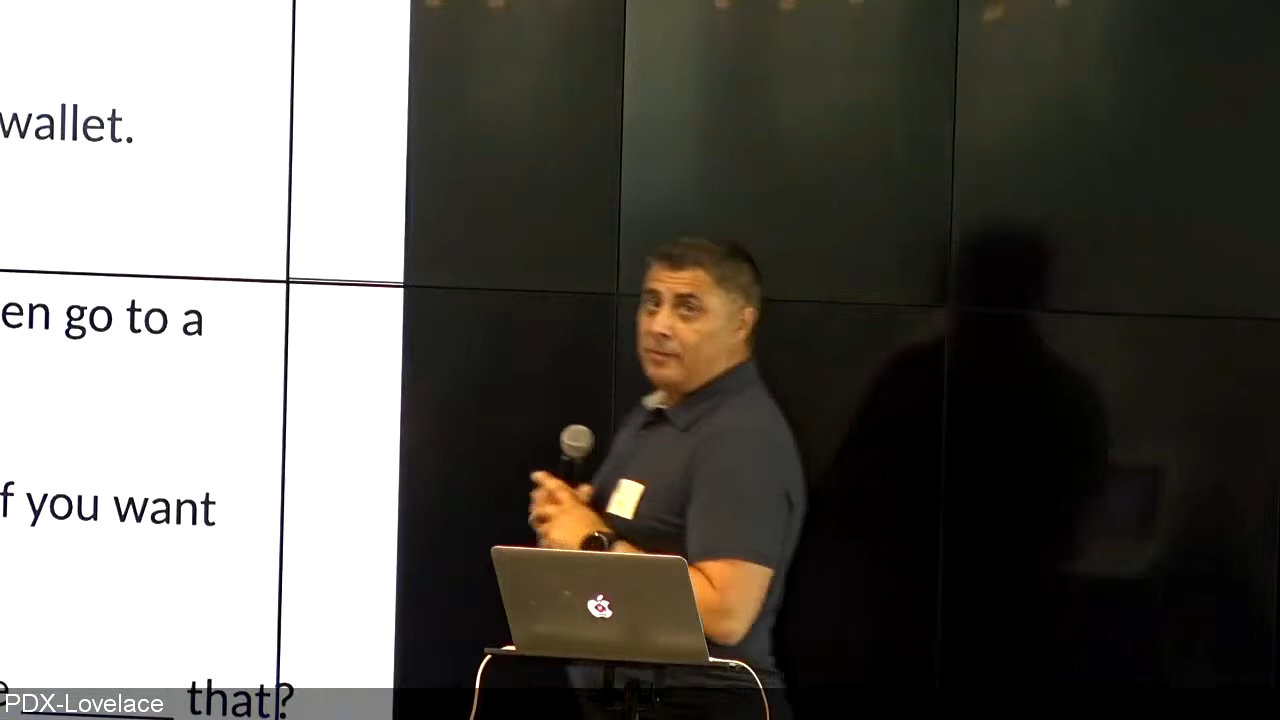 wallet.
en go to a
f you want
that?
PDX-Lovelace